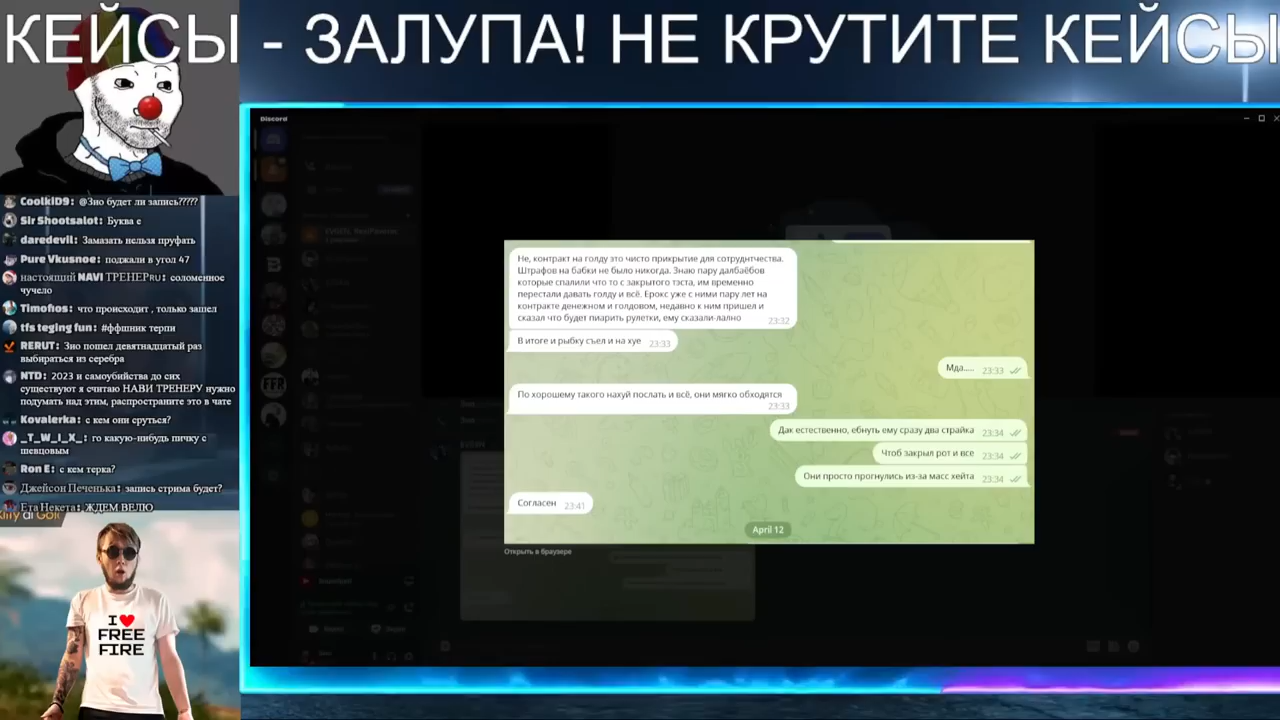 КЕЙСЫ - ЗАЛУПА! НЕ КРУТИТЕ КЕЙСЫ
Discord
CoolkiD9: @Зио будет ли запись?????
Sir Shootsalot: Буква е
daredevil: Замазать нельзя пруфать
Pure Vkusnoe: поджали в угол 47
настоящий NAVI ТРЕНЕРRU: соломенное
чучело
Timofios: что происходит , только зашел
tfs teging fun: #ффшник терпи
RERUT: Зио пошел девятнадцатый раз
выбираться из серебра
NTD: 2023 и самоубийства до сих
существуют я считаю НАВИ ТРЕНЕРУ нужно
подумать над этим, распространите это в чате
Kovalerka: с кем они сруться?
_T_W_I_X_: го какую-нибудь пичку с
шевцовым
Ron E: с кем терка?
Джейсон Печенька: запись стрима будет?
Ета Некета: ЖДЕМ ВЕЛЮ
I ❤
FREE
FIRE
Не, контракт на голду это чисто прикрытие для сотруднтчества.
Штрафов на бабки не было никогда. Знаю пару далбаёбов
которые спалили что то с закрытого тэста, им временно
перестали давать голду и всё. Ерокс уже с ними пару лет на
контракте денежном и голдовом, недавно к ним пришел и
сказал что будет пиарить рулетки, ему сказали-лално
23:32
В итоге и рыбку съел и на хуе 23:33
Мда..... 23:33
По хорошему такого нахуй послать и всё, они мягко обходятся
23:33
Дак естественно, ебнуть ему сразу два страйка 23:34
Чтоб закрыл рот и все 23:34
Они просто прогнулись из-за масс хейта 23:34
Согласен 23:41
April 12
Открыть в браузере